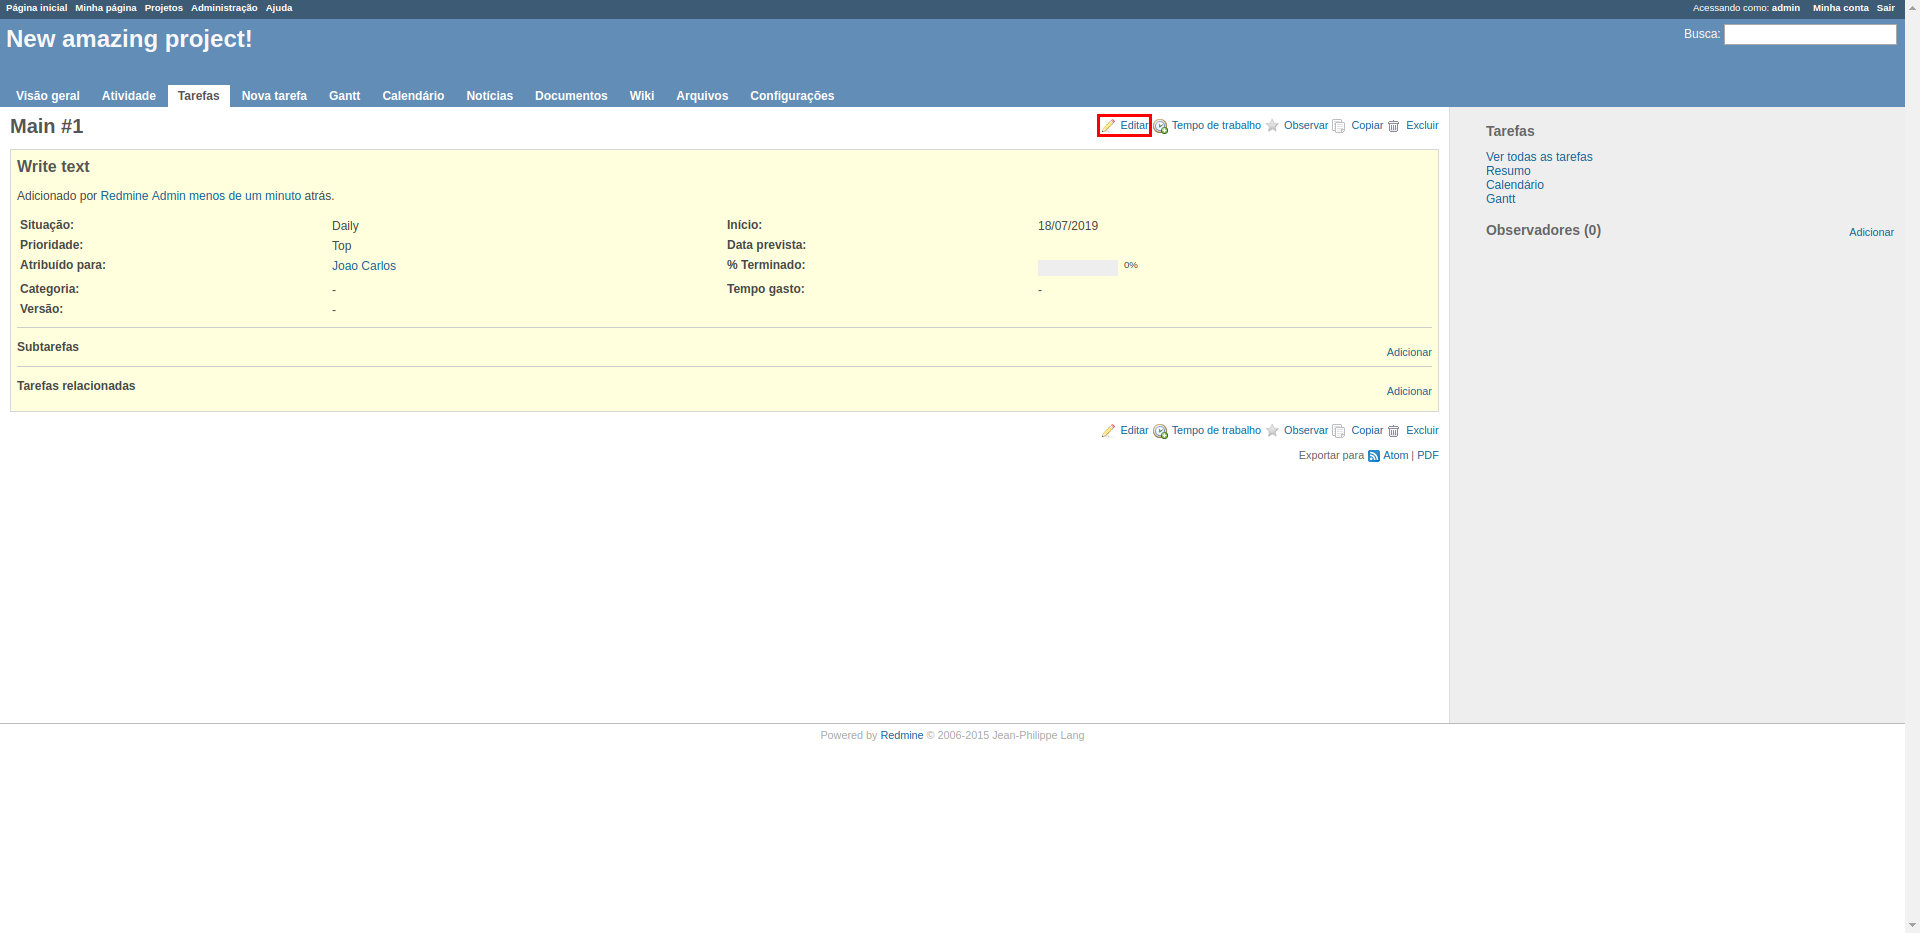 Página inicial Minha página Projetos Administração Ajuda Acessando como: admin Minha conta Sair
New amazing project! Busca:
Visão geral Atividade Tarefas Nova tarefa Gantt Calendário Notícias Documentos Wiki Arquivos Configurações
Main #1 Editar Tempo de trabalho Observar Copiar Excluir
Write text
Adicionado por Redmine Admin menos de um minuto atrás.
Situação: Daily Início: 18/07/2019
Prioridade: Top Data prevista:
Atribuído para: Joao Carlos % Terminado: 0%
Categoria: - Tempo gasto: -
Versão: -
Subtarefas Adicionar
Tarefas relacionadas Adicionar
Editar Tempo de trabalho Observar Copiar Excluir
Exportar para Atom | PDF
Tarefas
Ver todas as tarefas
Resumo
Calendário
Gantt
Observadores (0) Adicionar
Powered by Redmine © 2006-2015 Jean-Philippe Lang